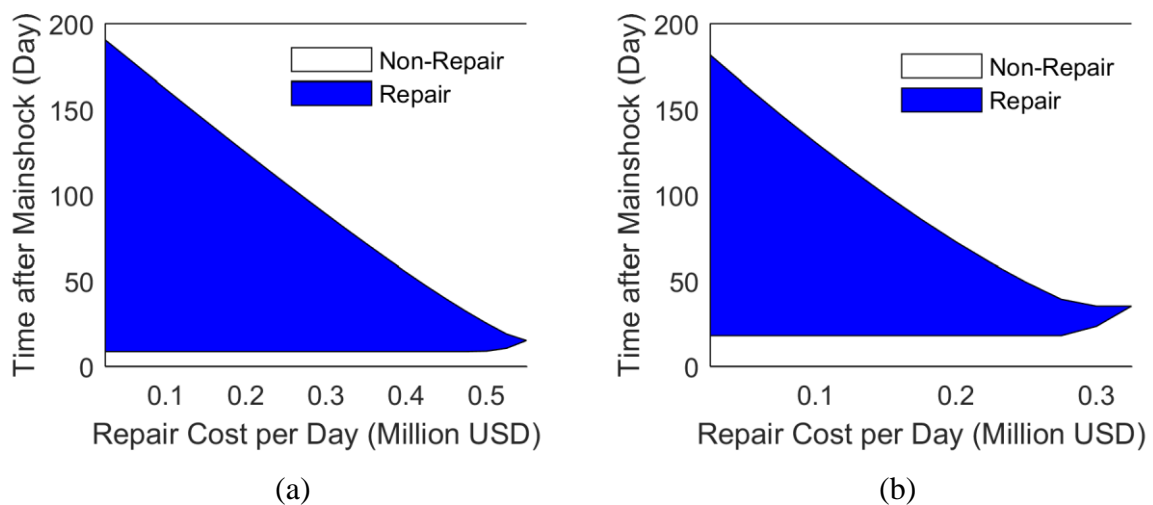 Time after Mainshock (Day)
200
150
100
50
0
Non-Repair
Repair
0.1 0.2 0.3 0.4 0.5
Repair Cost per Day (Million USD)
(a)
Time after Mainshock (Day)
200
150
100
50
0
Non-Repair
Repair
0.1 0.2 0.3
Repair Cost per Day (Million USD)
(b)